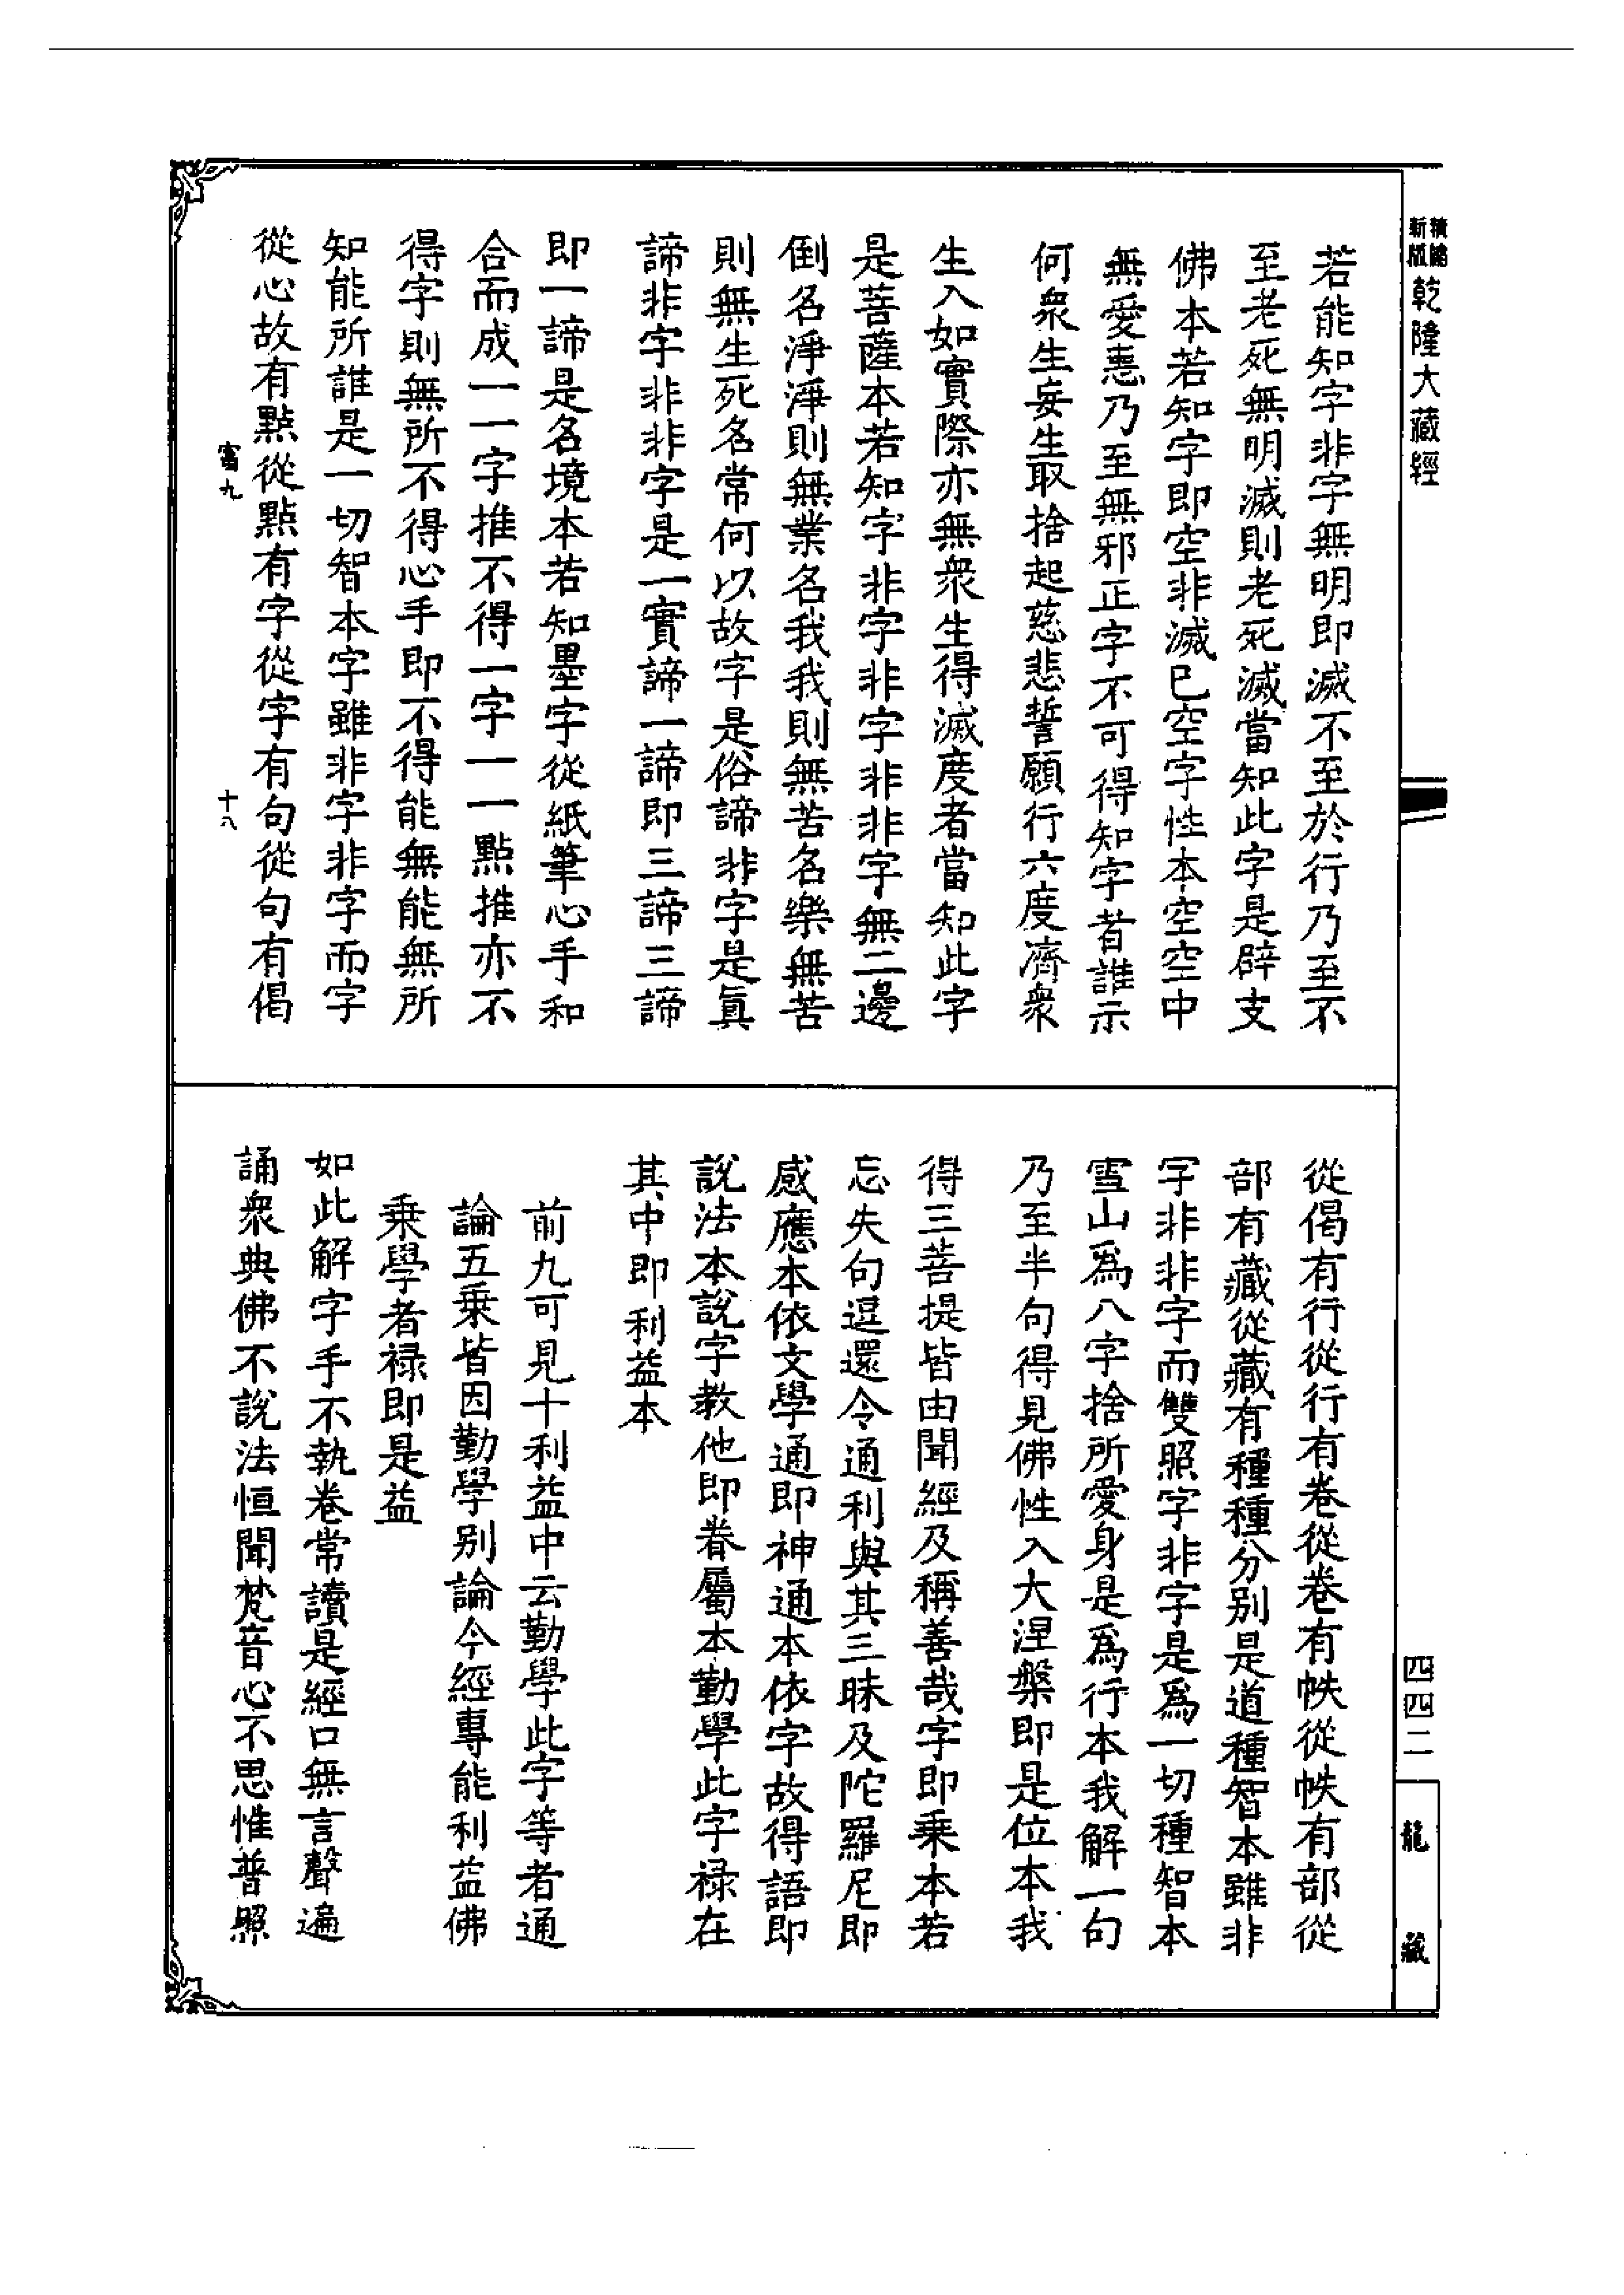 新版精縮乾隆大藏經
若能知字非字無明即滅不至於行乃至不
至老死無明滅則老死滅當知此字是辟支
佛本若知字即空非滅已空字性本空空中
無愛恚乃至無邪正字不可得知字者誰示
何衆生妄生取捨起慈悲誓願行六度濟衆
生入如實際亦無衆生得滅度者當知此字
是菩薩本若知字非字非字非非字無二邊
倒名淨淨則無業名我我則無苦名樂無苦
則無生死名常何以故字是俗諦非字是眞
諦非字非非字是一實諦一諦即三諦三諦
即一諦是名境本若知墨字從紙筆心手和
合而成一一字推不得一字一一點推亦不
得字則無所不得心手即不得能無能無所
知能所誰是一切智本字雖非字非字而字
從心故有點從點有字從字有句從句有偈
富九 十八
從偈有行從行有卷從卷有帙從帙有部從
部有藏從藏有種種分别是道種智本雖非
字非非字而雙照字非字是爲一切種智本
雪山爲八字捨所愛身是爲行本我解一句
乃至半句得見佛性入大涅槃即是位本我
得三菩提皆由聞經及稱善哉字即乗本若
忘失句逗還令通利與其三昧及陀羅尼即
感應本依文學通即神通本依字故得語即
說法本說字教他即眷屬本勤學此字禄在
其中即利益本
前九可見十利益中云勤學此字等者通
論五乗皆因勤學别論今經專能利益佛
乗學者禄即是益
如此解字手不執卷常讀是經口無言聲遍
誦衆典佛不說法恒聞梵音心不思惟普照
四四二
龍藏